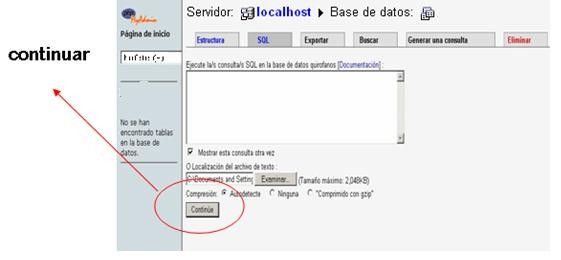 continuar
PhpMyAdmin
Página de inicio
No se han
encontrado tablas
en la base de
datos.
Servidor: localhost ▸ Base de datos:
Estructura SQL Exportar Buscar Generar una consulta Eliminar
Ejecute la/s consulta/s SQL en la base de datos quirofanos [Documentación] :
Mostrar esta consulta otra vez
O Localización del archivo de texto :
C:\Documents and Setting Examinar... (Tamaño máximo: 2,048KB)
Compresión: Autodetecte Ninguna "Comprimido con gzip"
Continúe